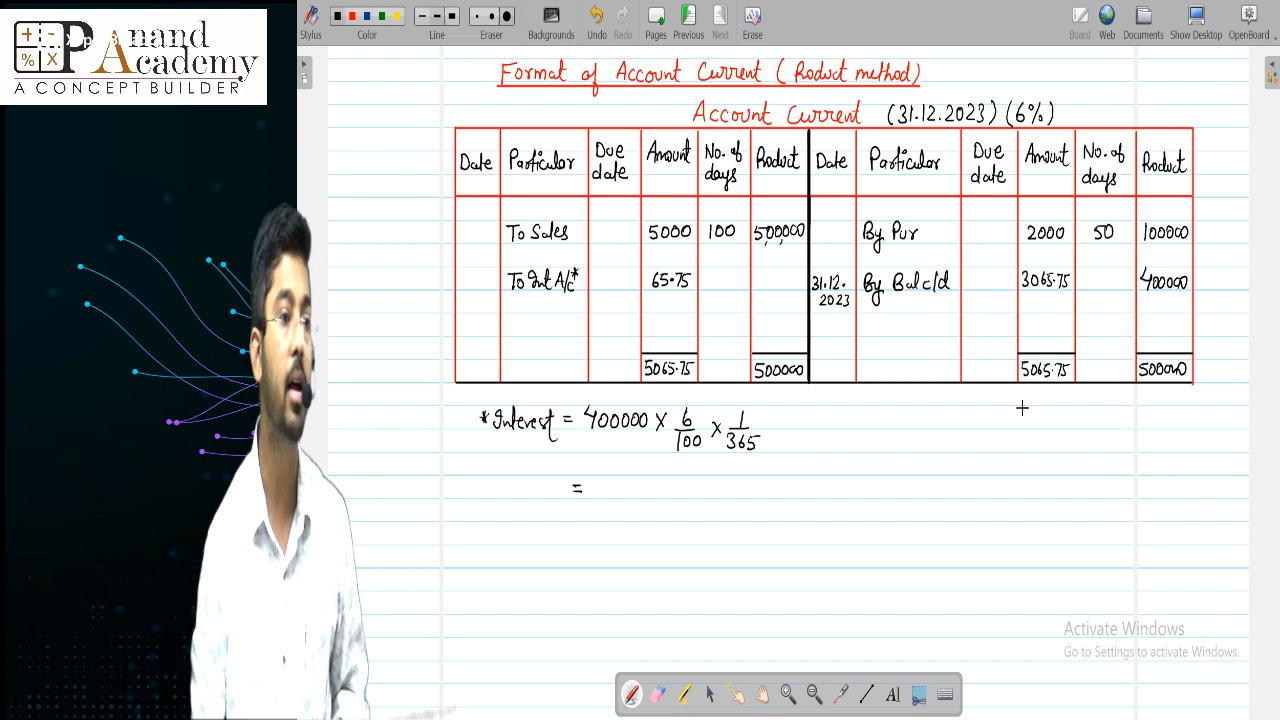 Anand
Academy
A CONCEPT BUILDER
Stylus
Color
Line
Eraser
Backgrounds
Undo
Redo
Pages
Previous
Next
Erase
Board
Web
Documents
Show Desktop
OpenBoard
Format of Account Current (Product method)
Account Current (31.12.2023) (6%)
Date Particular Due date Amount No. of days Product Date Particular Due date Amount No. of days Product
To Sales 5000 100 500,000 By Pur 2000 50 100000
To Int A/c* 65.75 31.12.2023 By Bal c/d 3065.75 400000
5065.75 500000 5065.75 500000
*Interest = 400000 × 6/100 × 1/365
=
Activate Windows
Go to Settings to activate Windows.